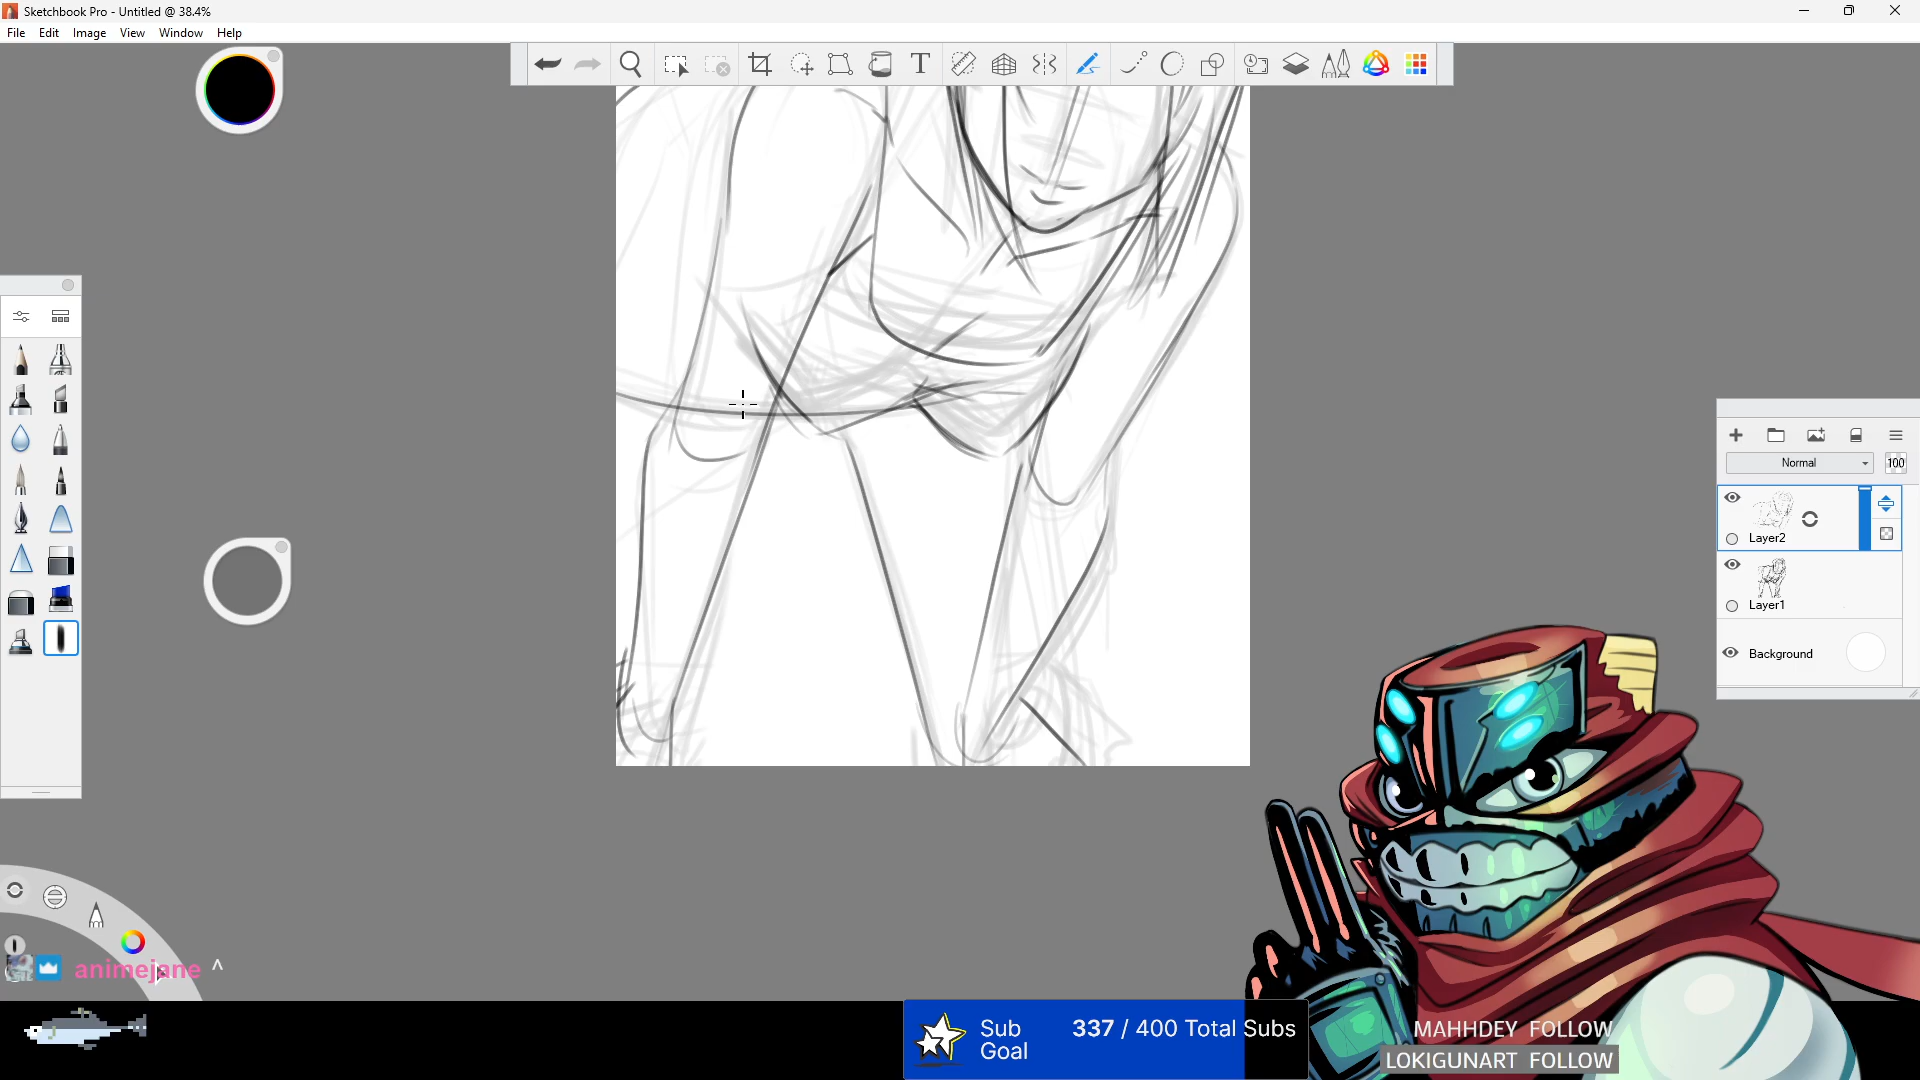 Sketchbook Pro - Untitled @ 38.4%
File Edit Image View Window Help
T
Normal 100
Layer2
Layer1
Background
animejane ^
Sub Goal
337 / 400 Total Subs
MAHHDEY FOLLOW
LOKIGUNART FOLLOW